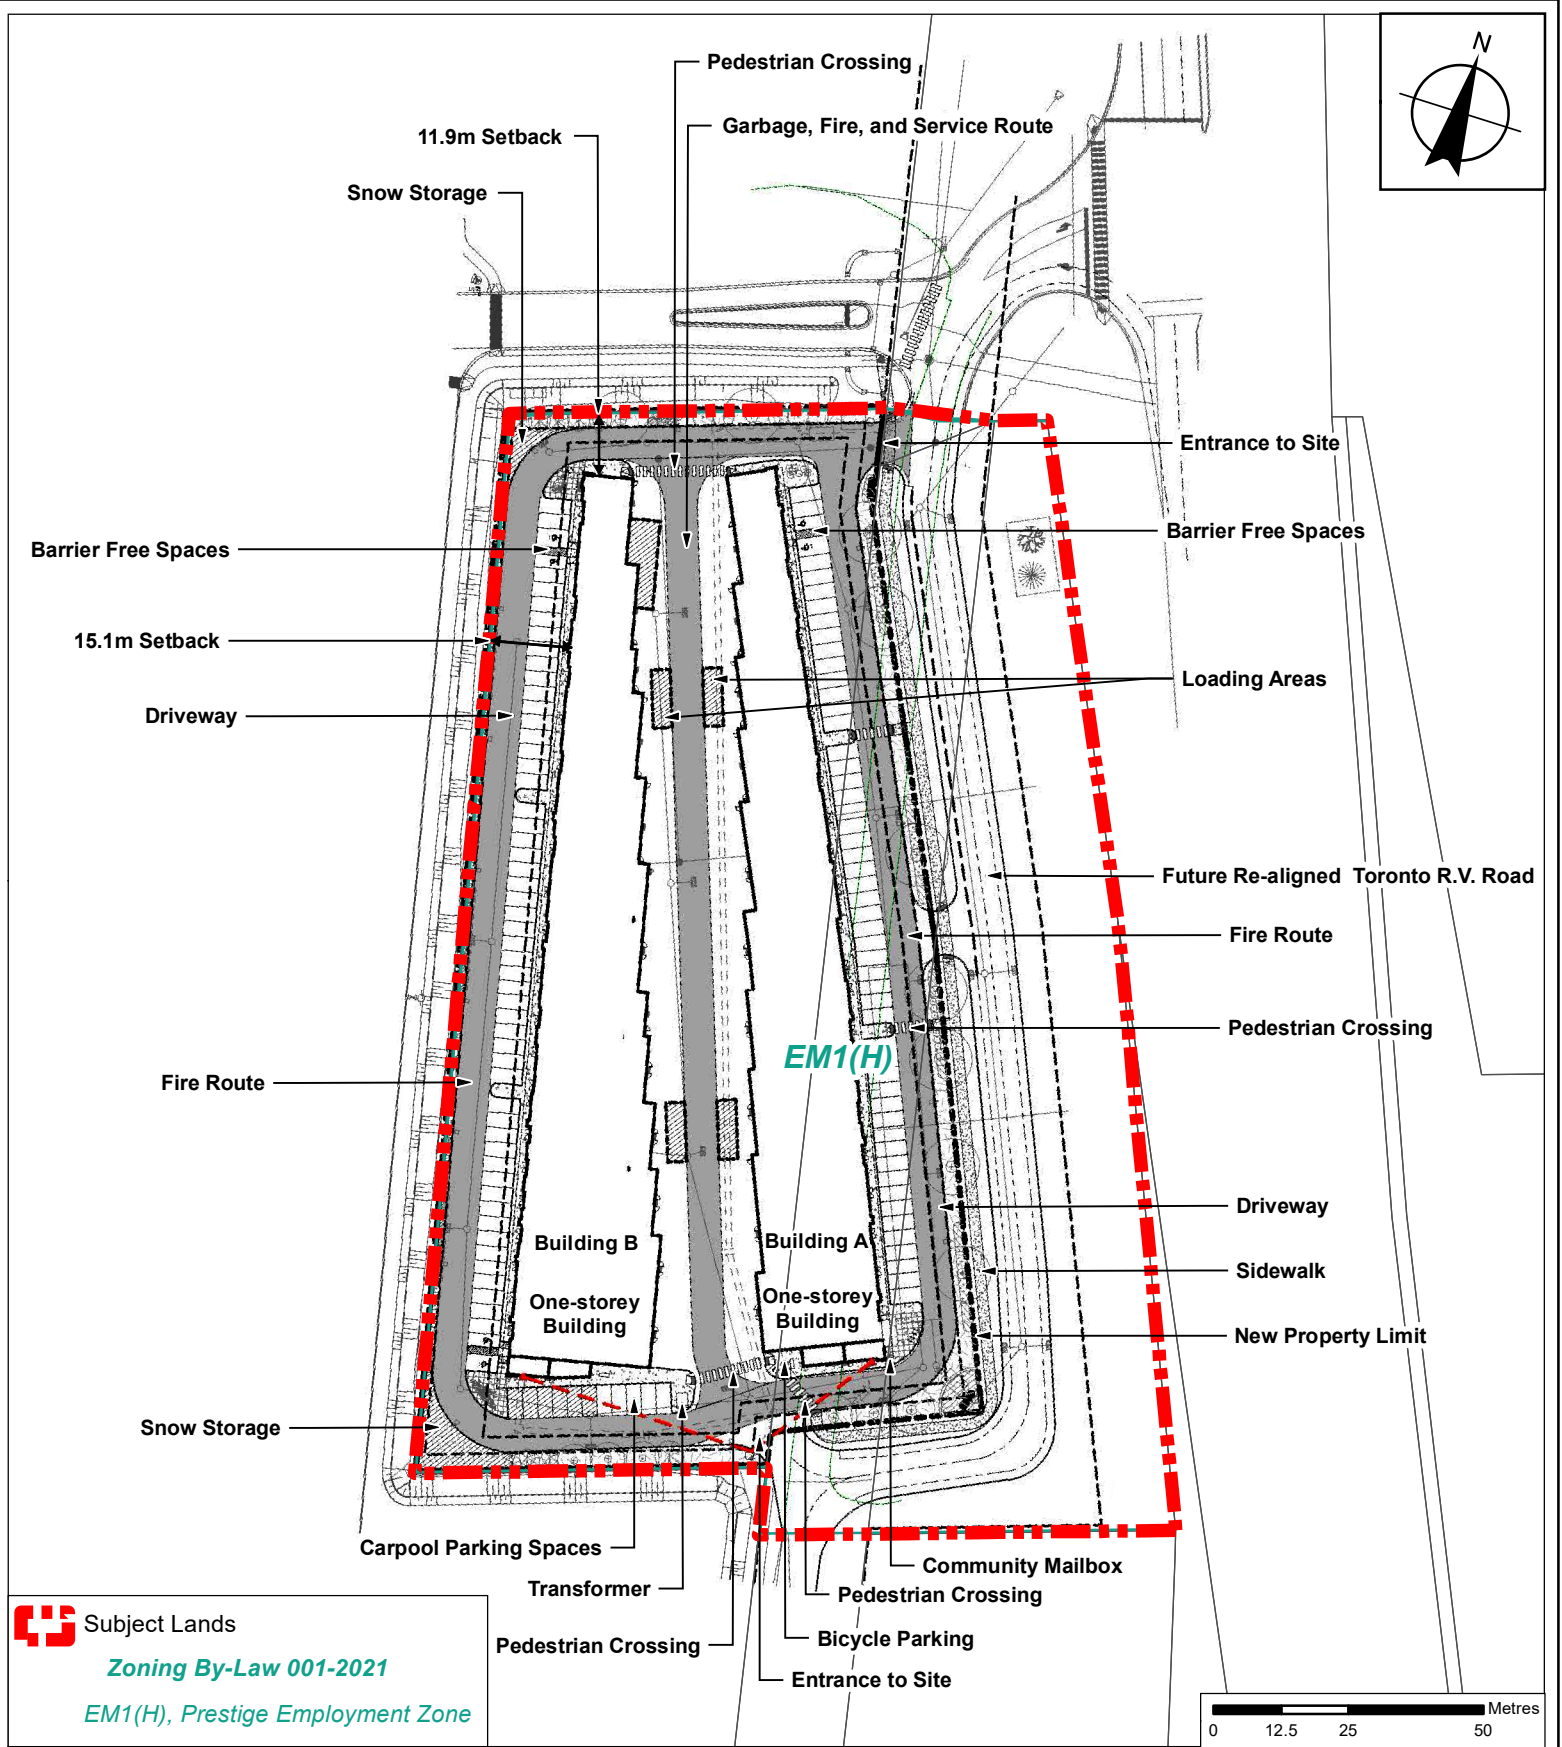 N
Pedestrian Crossing
Garbage, Fire, and Service Route
11.9m Setback
Snow Storage
Entrance to Site
Barrier Free Spaces
Barrier Free Spaces
15.1m Setback
Loading Areas
Driveway
Future Re-aligned Toronto R.V. Road
Fire Route
Pedestrian Crossing
EM1(H)
Fire Route
Driveway
Building B
Building A
Sidewalk
One-storey
Building
One-storey
Building
New Property Limit
Snow Storage
Carpool Parking Spaces
Community Mailbox
Transformer
Pedestrian Crossing
Pedestrian Crossing
Bicycle Parking
Entrance to Site
Subject Lands
Zoning By-Law 001-2021
EM1(H), Prestige Employment Zone
Metres
0 12.5 25 50